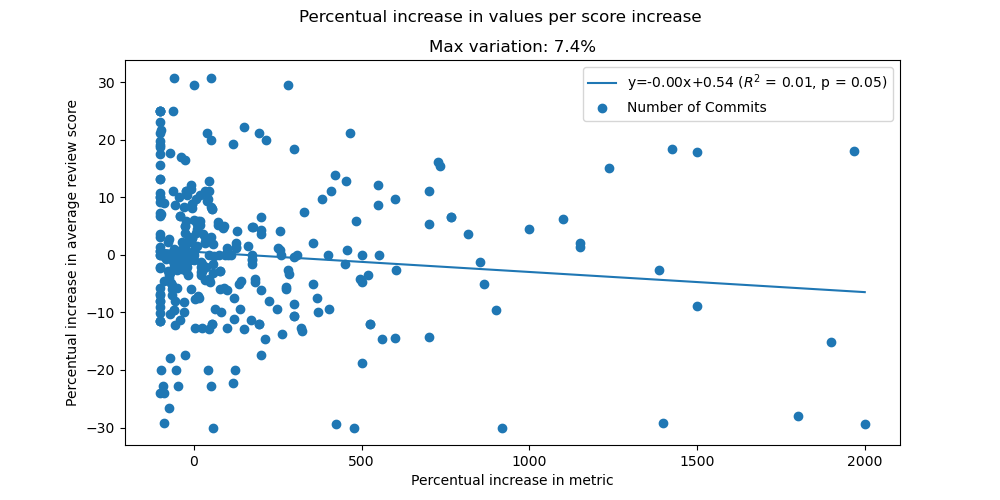 Percentual increase in values per score increase
Max variation: 7.4%
y=-0.00x+0.54 (R² = 0.01, p = 0.05)
Number of Commits
Percentual increase in average review score
30
20
10
0
−10
−20
−30
0
500
1000
1500
2000
Percentual increase in metric